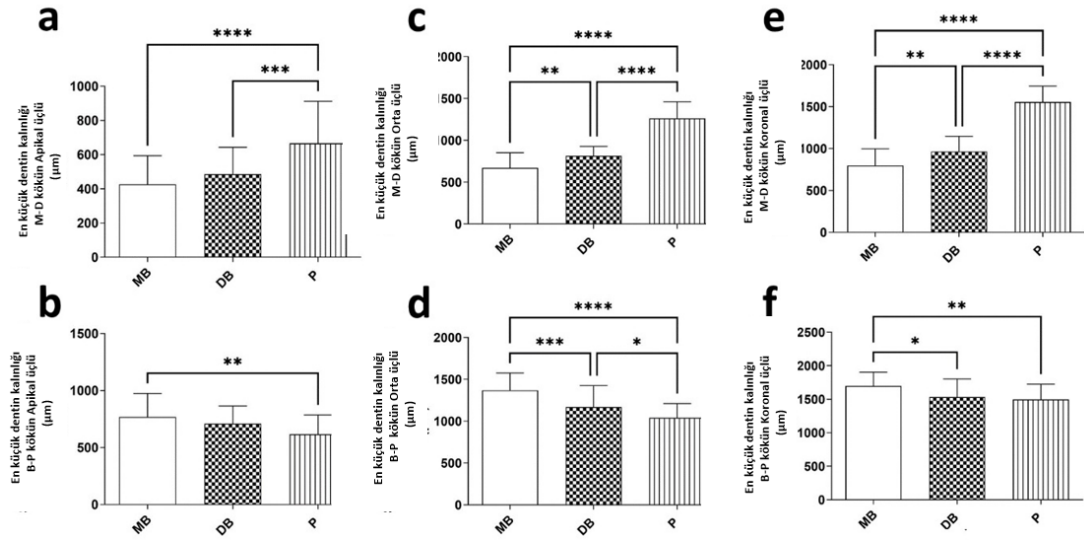 a
****
***
En küçük dentin kalınlığı
M-D kökün Apikal üçlü
(µm)
1000
800
600
400
200
0
MB
DB
P
c
****
**
****
En küçük dentin kalınlığı
M-D kökün Orta üçlü
(µm)
2000
1500
1000
500
0
MB
DB
P
e
****
**
****
En küçük dentin kalınlığı
M-D kökün Koronal üçlü
(µm)
2000
1500
1000
500
0
MB
DB
P
b
**
En küçük dentin kalınlığı
B-P kökün Apikal üçlü
(µm)
1500
1000
500
0
MB
DB
P
d
****
***
*
En küçük dentin kalınlığı
B-P kökün Orta üçlü
(µm)
2000
1500
1000
500
0
MB
DB
P
f
**
*
En küçük dentin kalınlığı
B-P kökün Koronal üçlü
(µm)
2500
2000
1500
1000
500
0
MB
DB
P